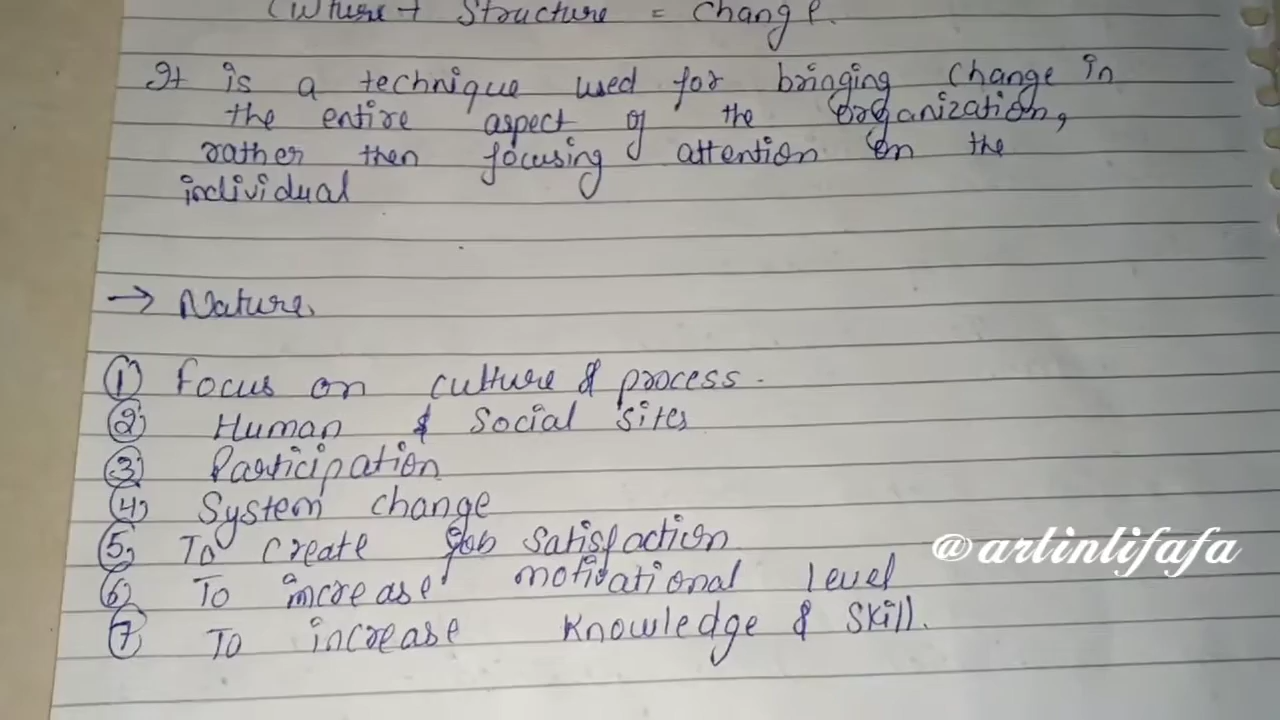 Culture + Structure = Change.
It is a technique used for bringing change in
the entire aspect of the Organization,
rather then focusing attention on the
individual
→ Nature.
① Focus on culture & process.
② Human & Social sites
③ Participation
④ System change
⑤ To create Job satisfaction
⑥ To increase motivational level
⑦ To increase Knowledge & Skill.
@artinlifafa